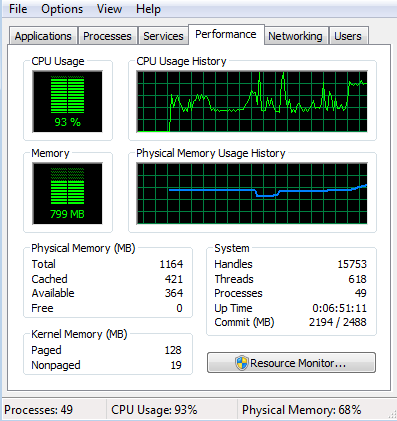 File Options View Help
Applications Processes Services Performance Networking Users
CPU Usage CPU Usage History
93 %
Memory Physical Memory Usage History
799 MB
Physical Memory (MB)
Total 1164
Cached 421
Available 364
Free 0
System
Handles 15753
Threads 618
Processes 49
Up Time 0:06:51:11
Commit (MB) 2194 / 2488
Kernel Memory (MB)
Paged 128
Nonpaged 19
Resource Monitor...
Processes: 49 CPU Usage: 93% Physical Memory: 68%